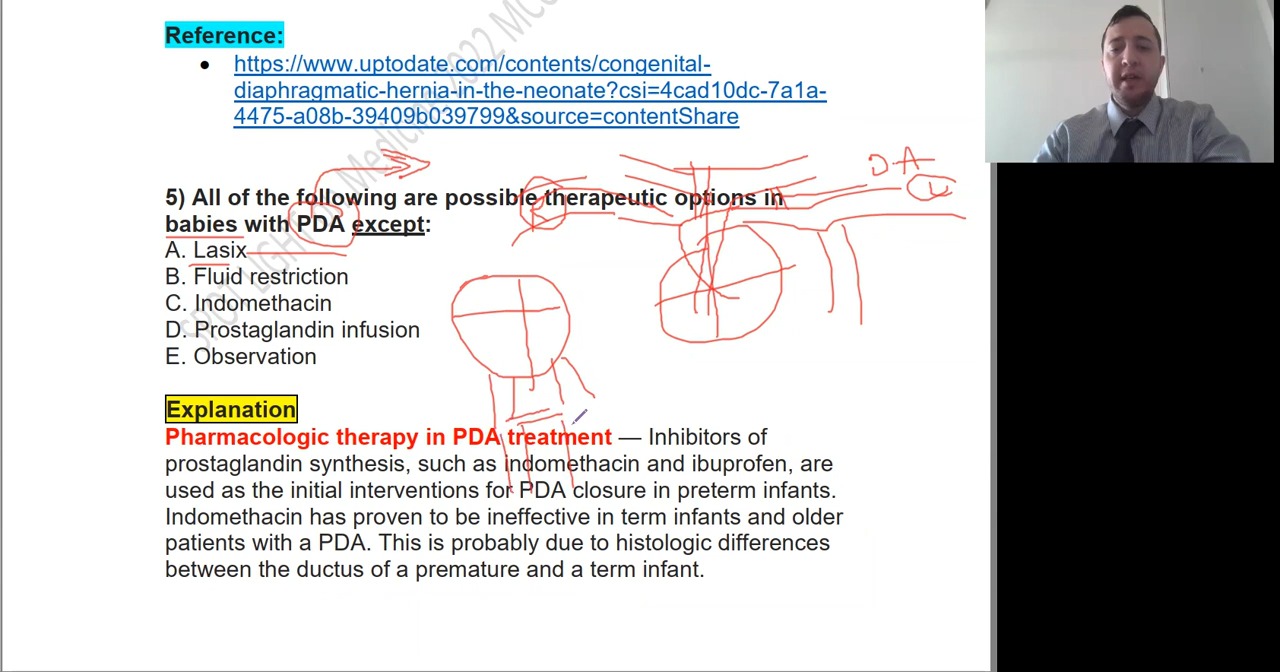 Reference:
• https://www.uptodate.com/contents/congenital-
diaphragmatic-hernia-in-the-neonate?csi=4cad10dc-7a1a-
4475-a08b-39409b039799&source=contentShare
DA
5) All of the following are possible therapeutic options in
babies with PDA except:
A. Lasix
B. Fluid restriction
C. Indomethacin
D. Prostaglandin infusion
E. Observation
Explanation
Pharmacologic therapy in PDA treatment — Inhibitors of
prostaglandin synthesis, such as indomethacin and ibuprofen, are
used as the initial interventions for PDA closure in preterm infants.
Indomethacin has proven to be ineffective in term infants and older
patients with a PDA. This is probably due to histologic differences
between the ductus of a premature and a term infant.